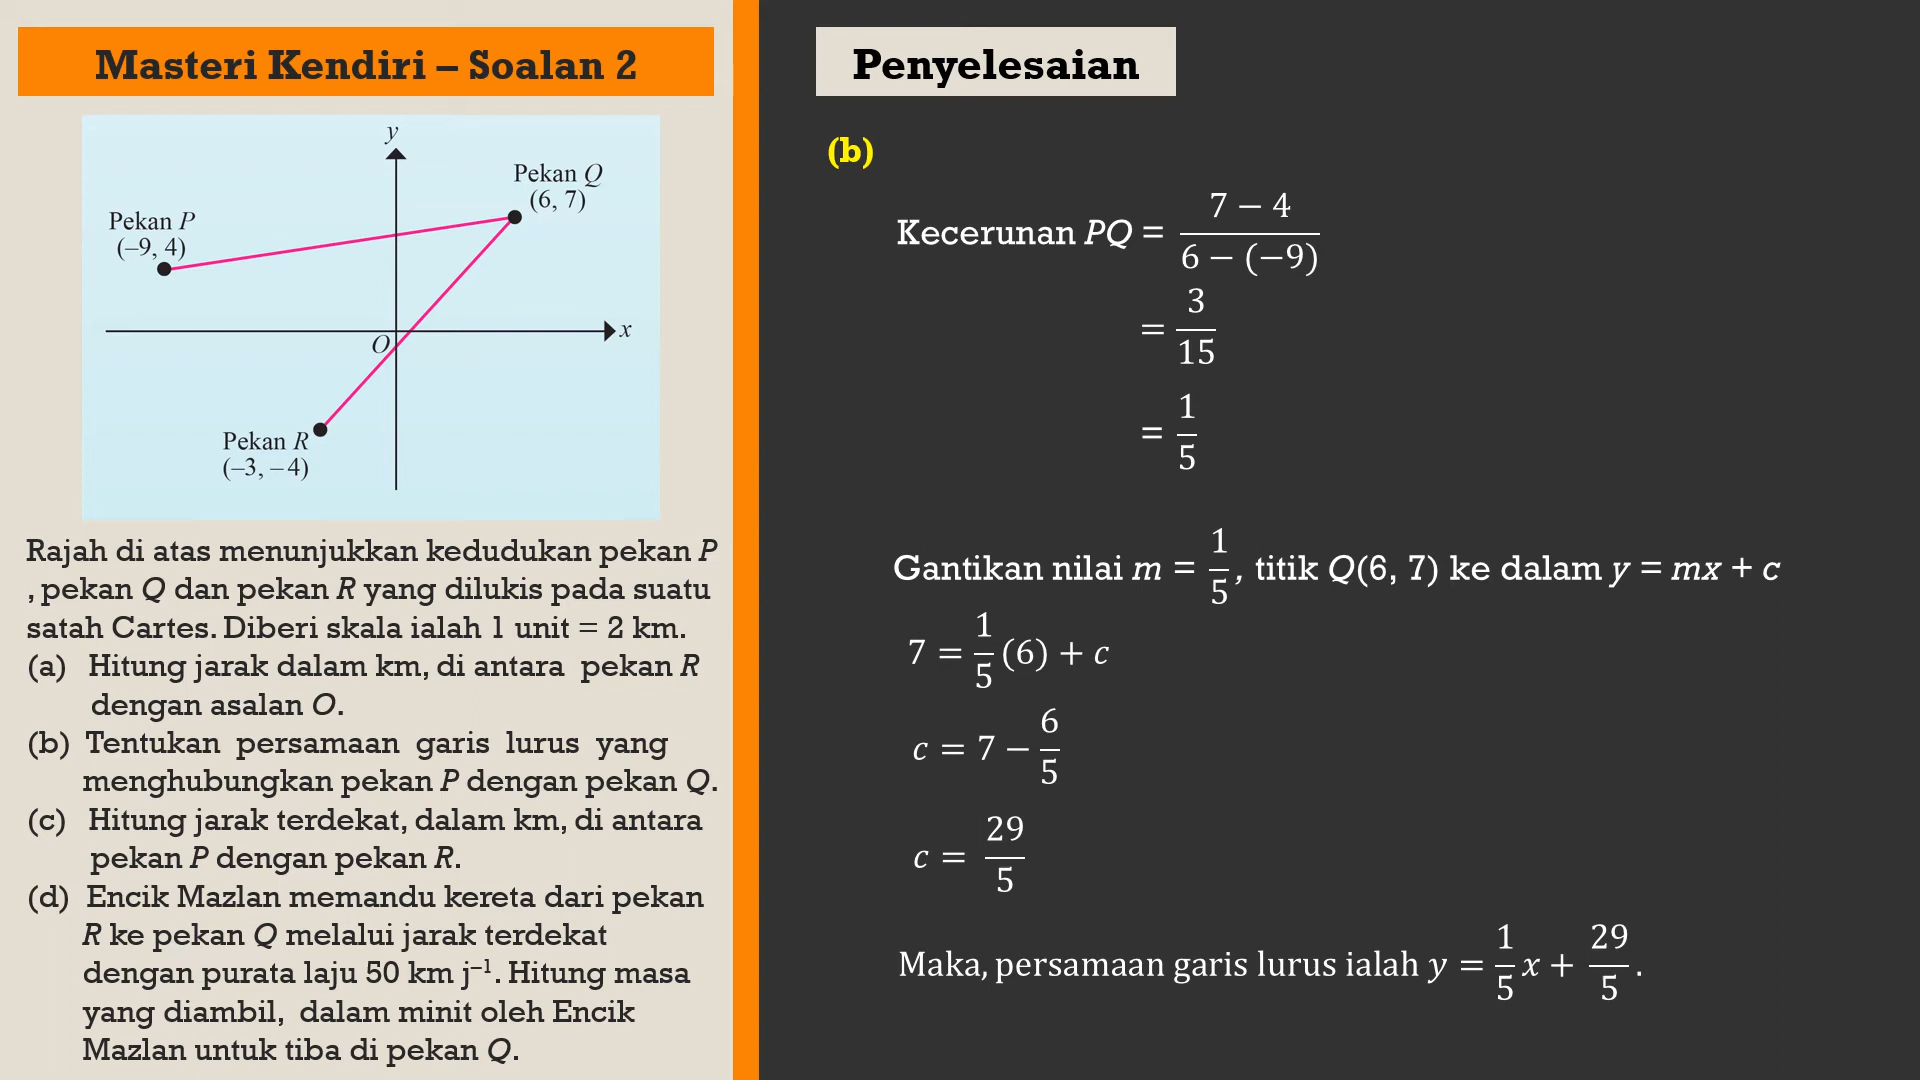 Masteri Kendiri – Soalan 2
y
Pekan Q
(6, 7)
Pekan P
(–9, 4)
O
x
Pekan R
(–3, –4)
Rajah di atas menunjukkan kedudukan pekan P
, pekan Q dan pekan R yang dilukis pada suatu
satah Cartes. Diberi skala ialah 1 unit = 2 km.
(a) Hitung jarak dalam km, di antara pekan R
dengan asalan O.
(b) Tentukan persamaan garis lurus yang
menghubungkan pekan P dengan pekan Q.
(c) Hitung jarak terdekat, dalam km, di antara
pekan P dengan pekan R.
(d) Encik Mazlan memandu kereta dari pekan
R ke pekan Q melalui jarak terdekat
dengan purata laju 50 km j⁻¹. Hitung masa
yang diambil, dalam minit oleh Encik
Mazlan untuk tiba di pekan Q.
Penyelesaian
(b)
Kecerunan PQ = (7 − 4)/(6 − (−9))
= 3/15
= 1/5
Gantikan nilai m = 1/5, titik Q(6, 7) ke dalam y = mx + c
7 = 1/5 (6) + c
c = 7 − 6/5
c = 29/5
Maka, persamaan garis lurus ialah y = 1/5 x + 29/5.